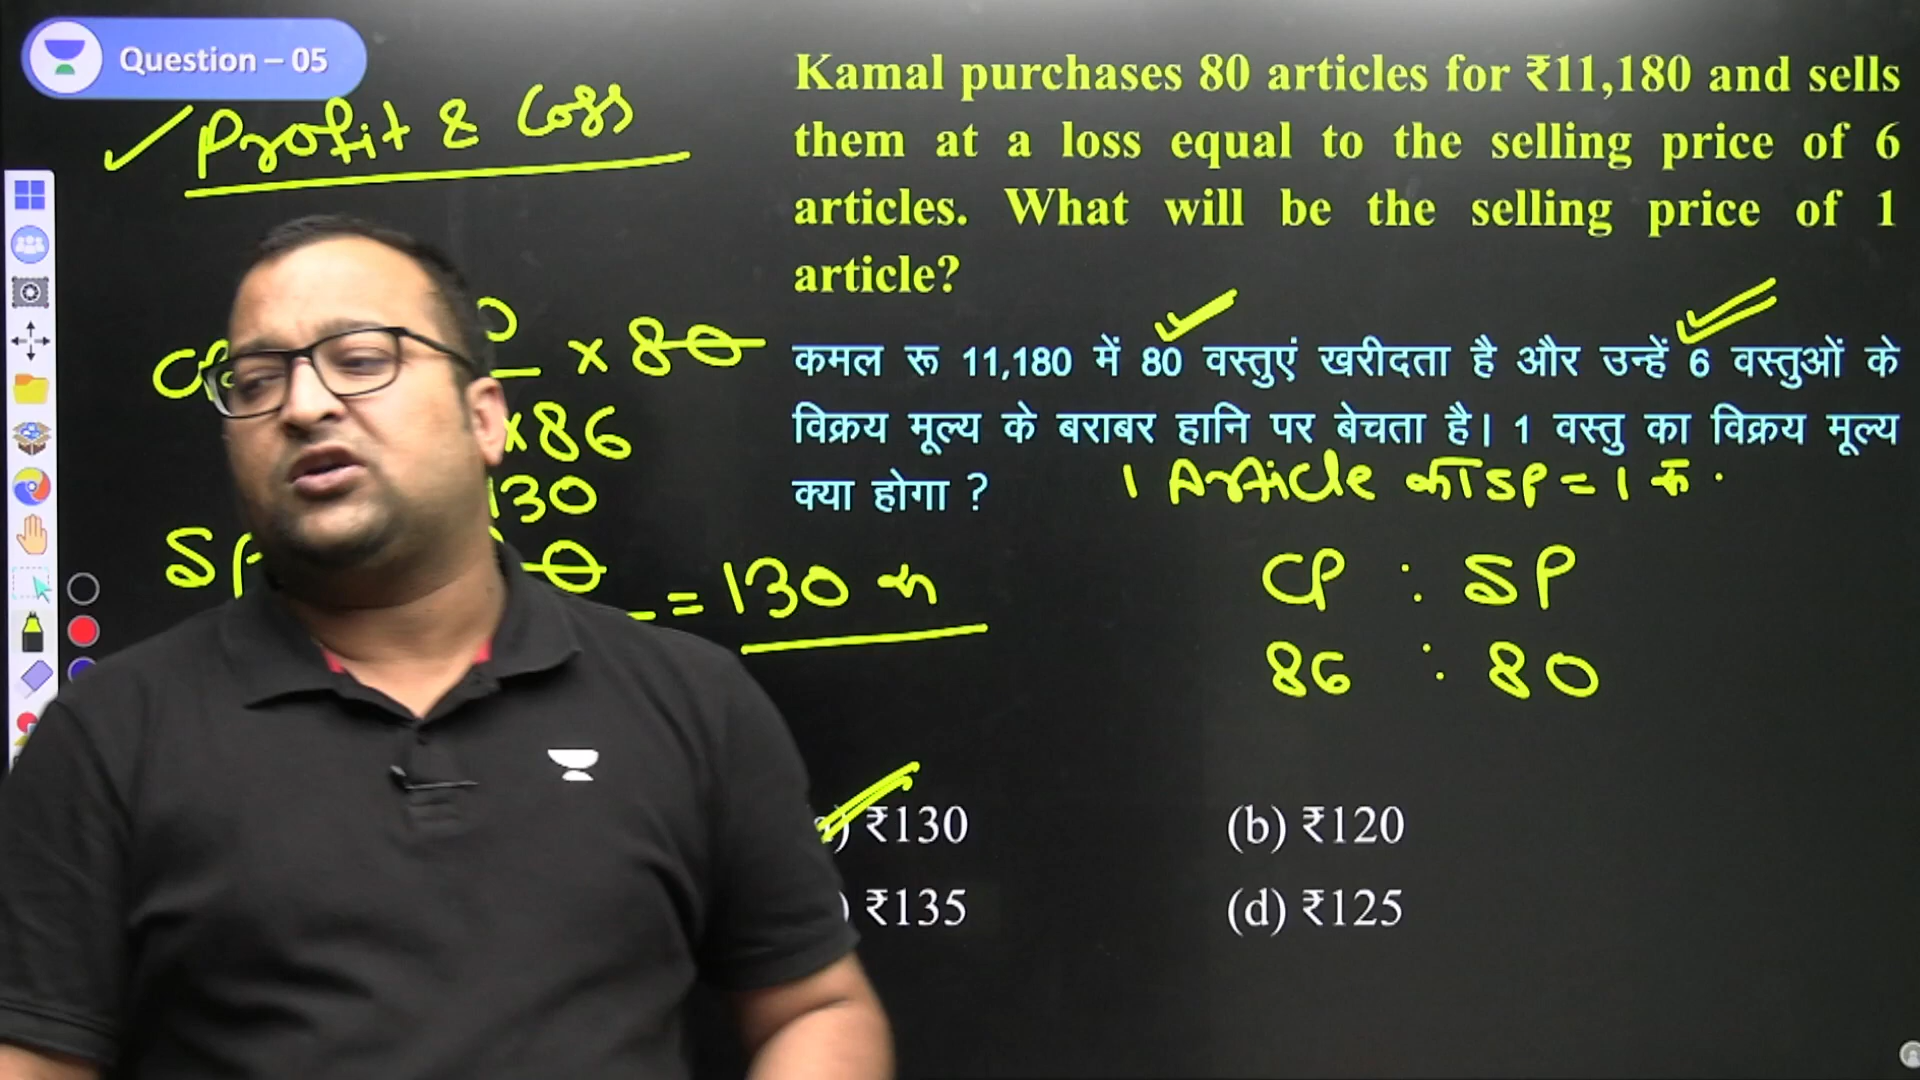 Question – 05
Profit & Loss
Kamal purchases 80 articles for ₹11,180 and sells
them at a loss equal to the selling price of 6
articles. What will be the selling price of 1
article?
कमल रू 11,180 में 80 वस्तुएं खरीदता है और उन्हें 6 वस्तुओं के
विक्रय मूल्य के बराबर हानि पर बेचता है। 1 वस्तु का विक्रय मूल्य
क्या होगा ?
1 Article का SP = 1 रु.
CP : SP
86 : 80
× 80
×86
130
SP
= 130 रु
₹130
(b) ₹120
₹135
(d) ₹125